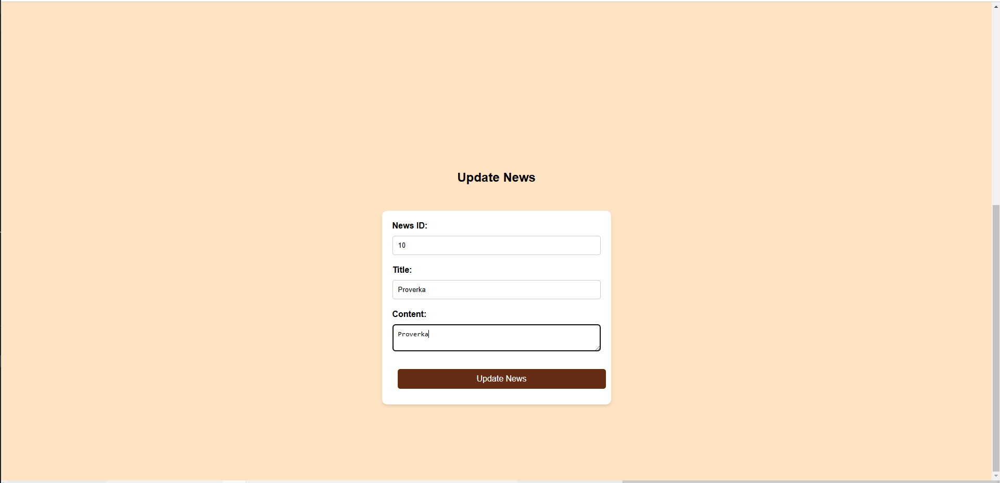 Update News
News ID:
10
Title:
Proverka
Content:
Proverka
Update News